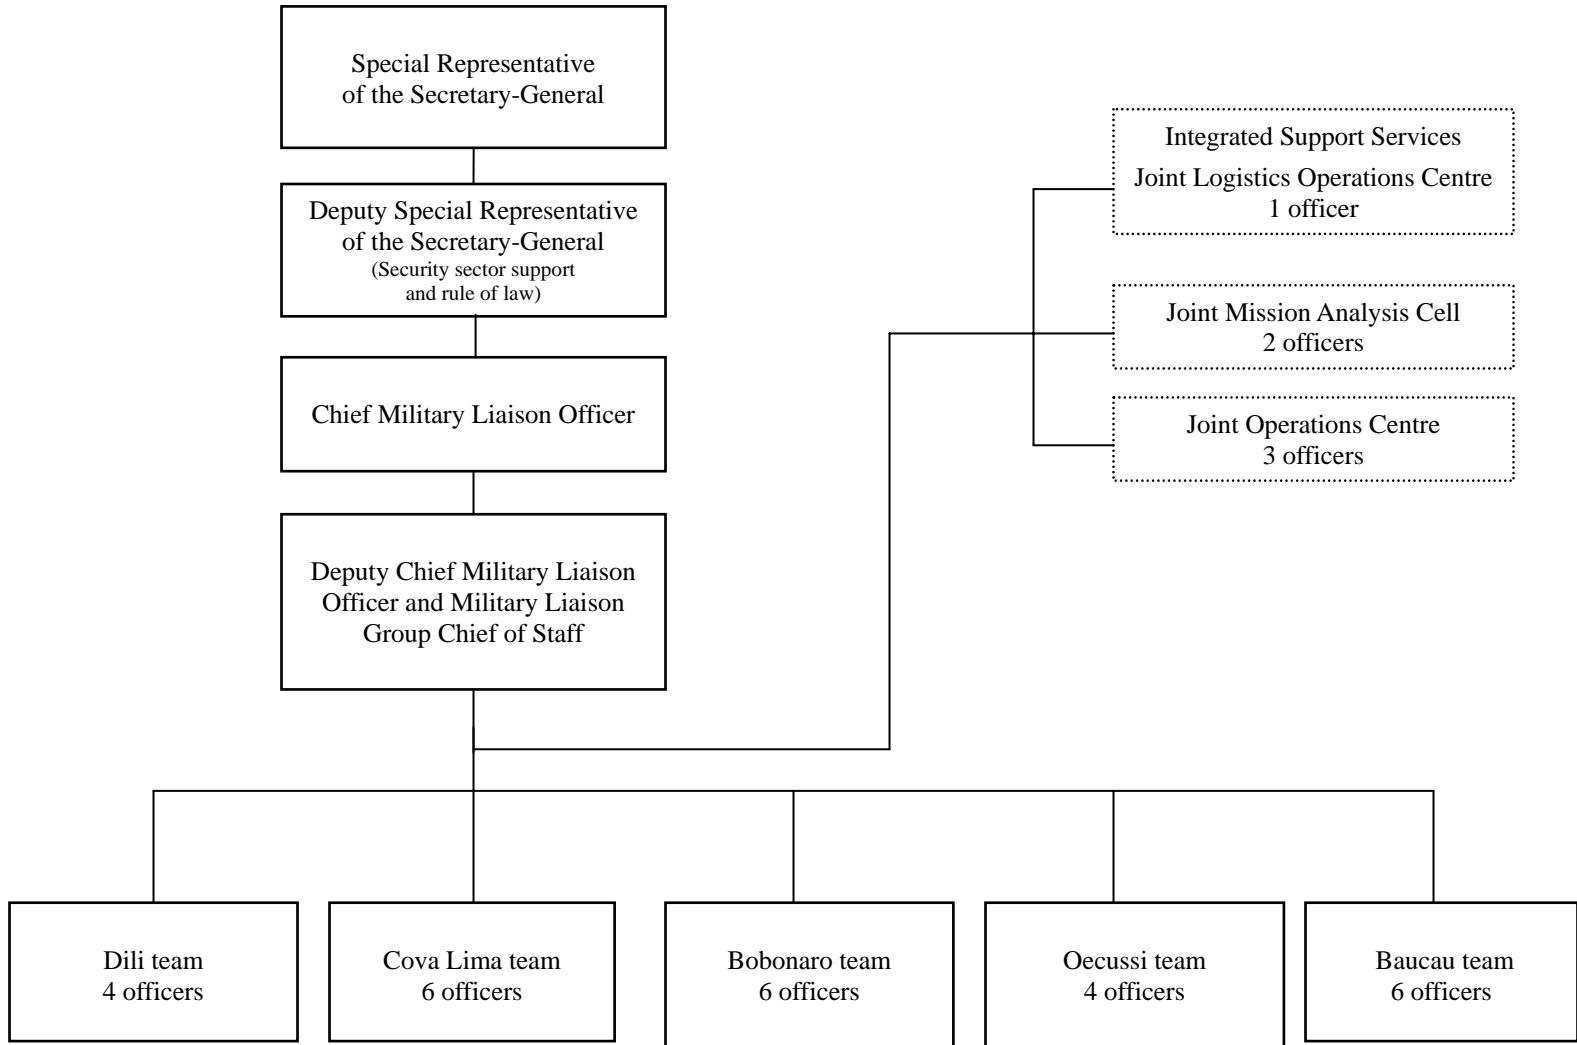 Special Representative
of the Secretary-General
Deputy Special Representative
of the Secretary-General
(Security sector support
and rule of law)
Chief Military Liaison Officer
Deputy Chief Military Liaison
Officer and Military Liaison
Group Chief of Staff
Integrated Support Services
Joint Logistics Operations Centre
1 officer
Joint Mission Analysis Cell
2 officers
Joint Operations Centre
3 officers
Dili team
4 officers
Cova Lima team
6 officers
Bobonaro team
6 officers
Oecussi team
4 officers
Baucau team
6 officers